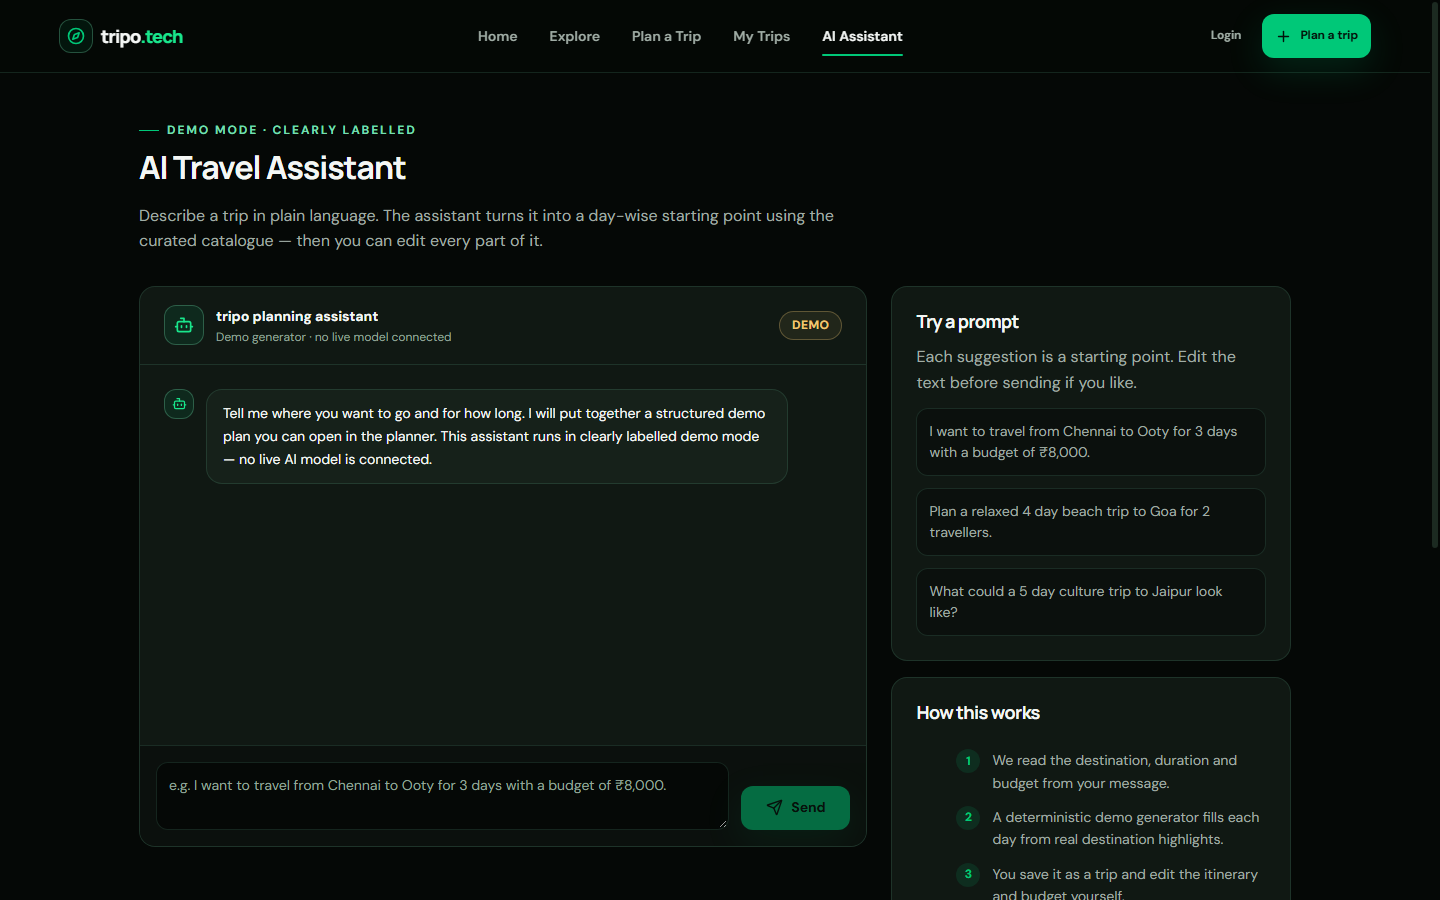 tripo.tech
Home
Explore
Plan a Trip
My Trips
AI Assistant
Login
Plan a trip
DEMO MODE · CLEARLY LABELLED
AI Travel Assistant
Describe a trip in plain language. The assistant turns it into a day-wise starting point using the
curated catalogue — then you can edit every part of it.
tripo planning assistant
Demo generator · no live model connected
DEMO
Tell me where you want to go and for how long. I will put together a structured demo
plan you can open in the planner. This assistant runs in clearly labelled demo mode
— no live AI model is connected.
e.g. I want to travel from Chennai to Ooty for 3 days with a budget of ₹8,000.
Send
Try a prompt
Each suggestion is a starting point. Edit the
text before sending if you like.
I want to travel from Chennai to Ooty for 3 days
with a budget of ₹8,000.
Plan a relaxed 4 day beach trip to Goa for 2
travellers.
What could a 5 day culture trip to Jaipur look
like?
How this works
1
We read the destination, duration and
budget from your message.
2
A deterministic demo generator fills each
day from real destination highlights.
3
You save it as a trip and edit the itinerary
and budget yourself.